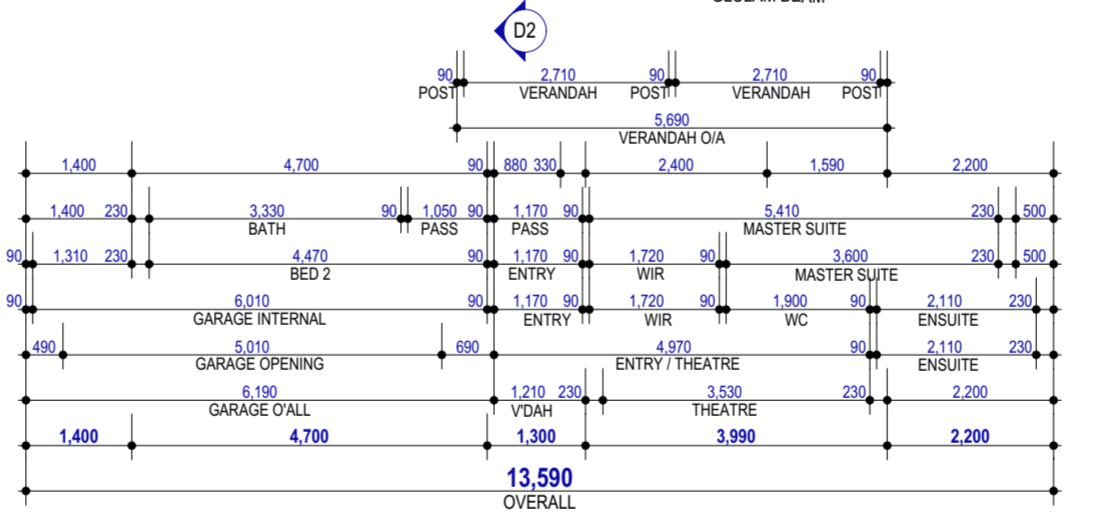 D2
90 2,710 90 2,710 90
POST VERANDAH POST VERANDAH POST
5,690
VERANDAH O/A
1,400 4,700 90 880 330 2,400 1,590 2,200
1,400 230 3,330 90 1,050 90 1,170 90 5,410 230 500
BATH PASS PASS MASTER SUITE
90 1,310 230 4,470 90 1,170 90 1,720 90 3,600 230 500
BED 2 ENTRY WIR MASTER SUITE
90 6,010 90 1,170 90 1,720 90 1,900 90 2,110 230
GARAGE INTERNAL ENTRY WIR WC ENSUITE
490 5,010 690 4,970 90 2,110 230
GARAGE OPENING ENTRY / THEATRE ENSUITE
6,190 1,210 230 3,530 230 2,200
GARAGE O'ALL V'DAH THEATRE
1,400 4,700 1,300 3,990 2,200
13,590
OVERALL